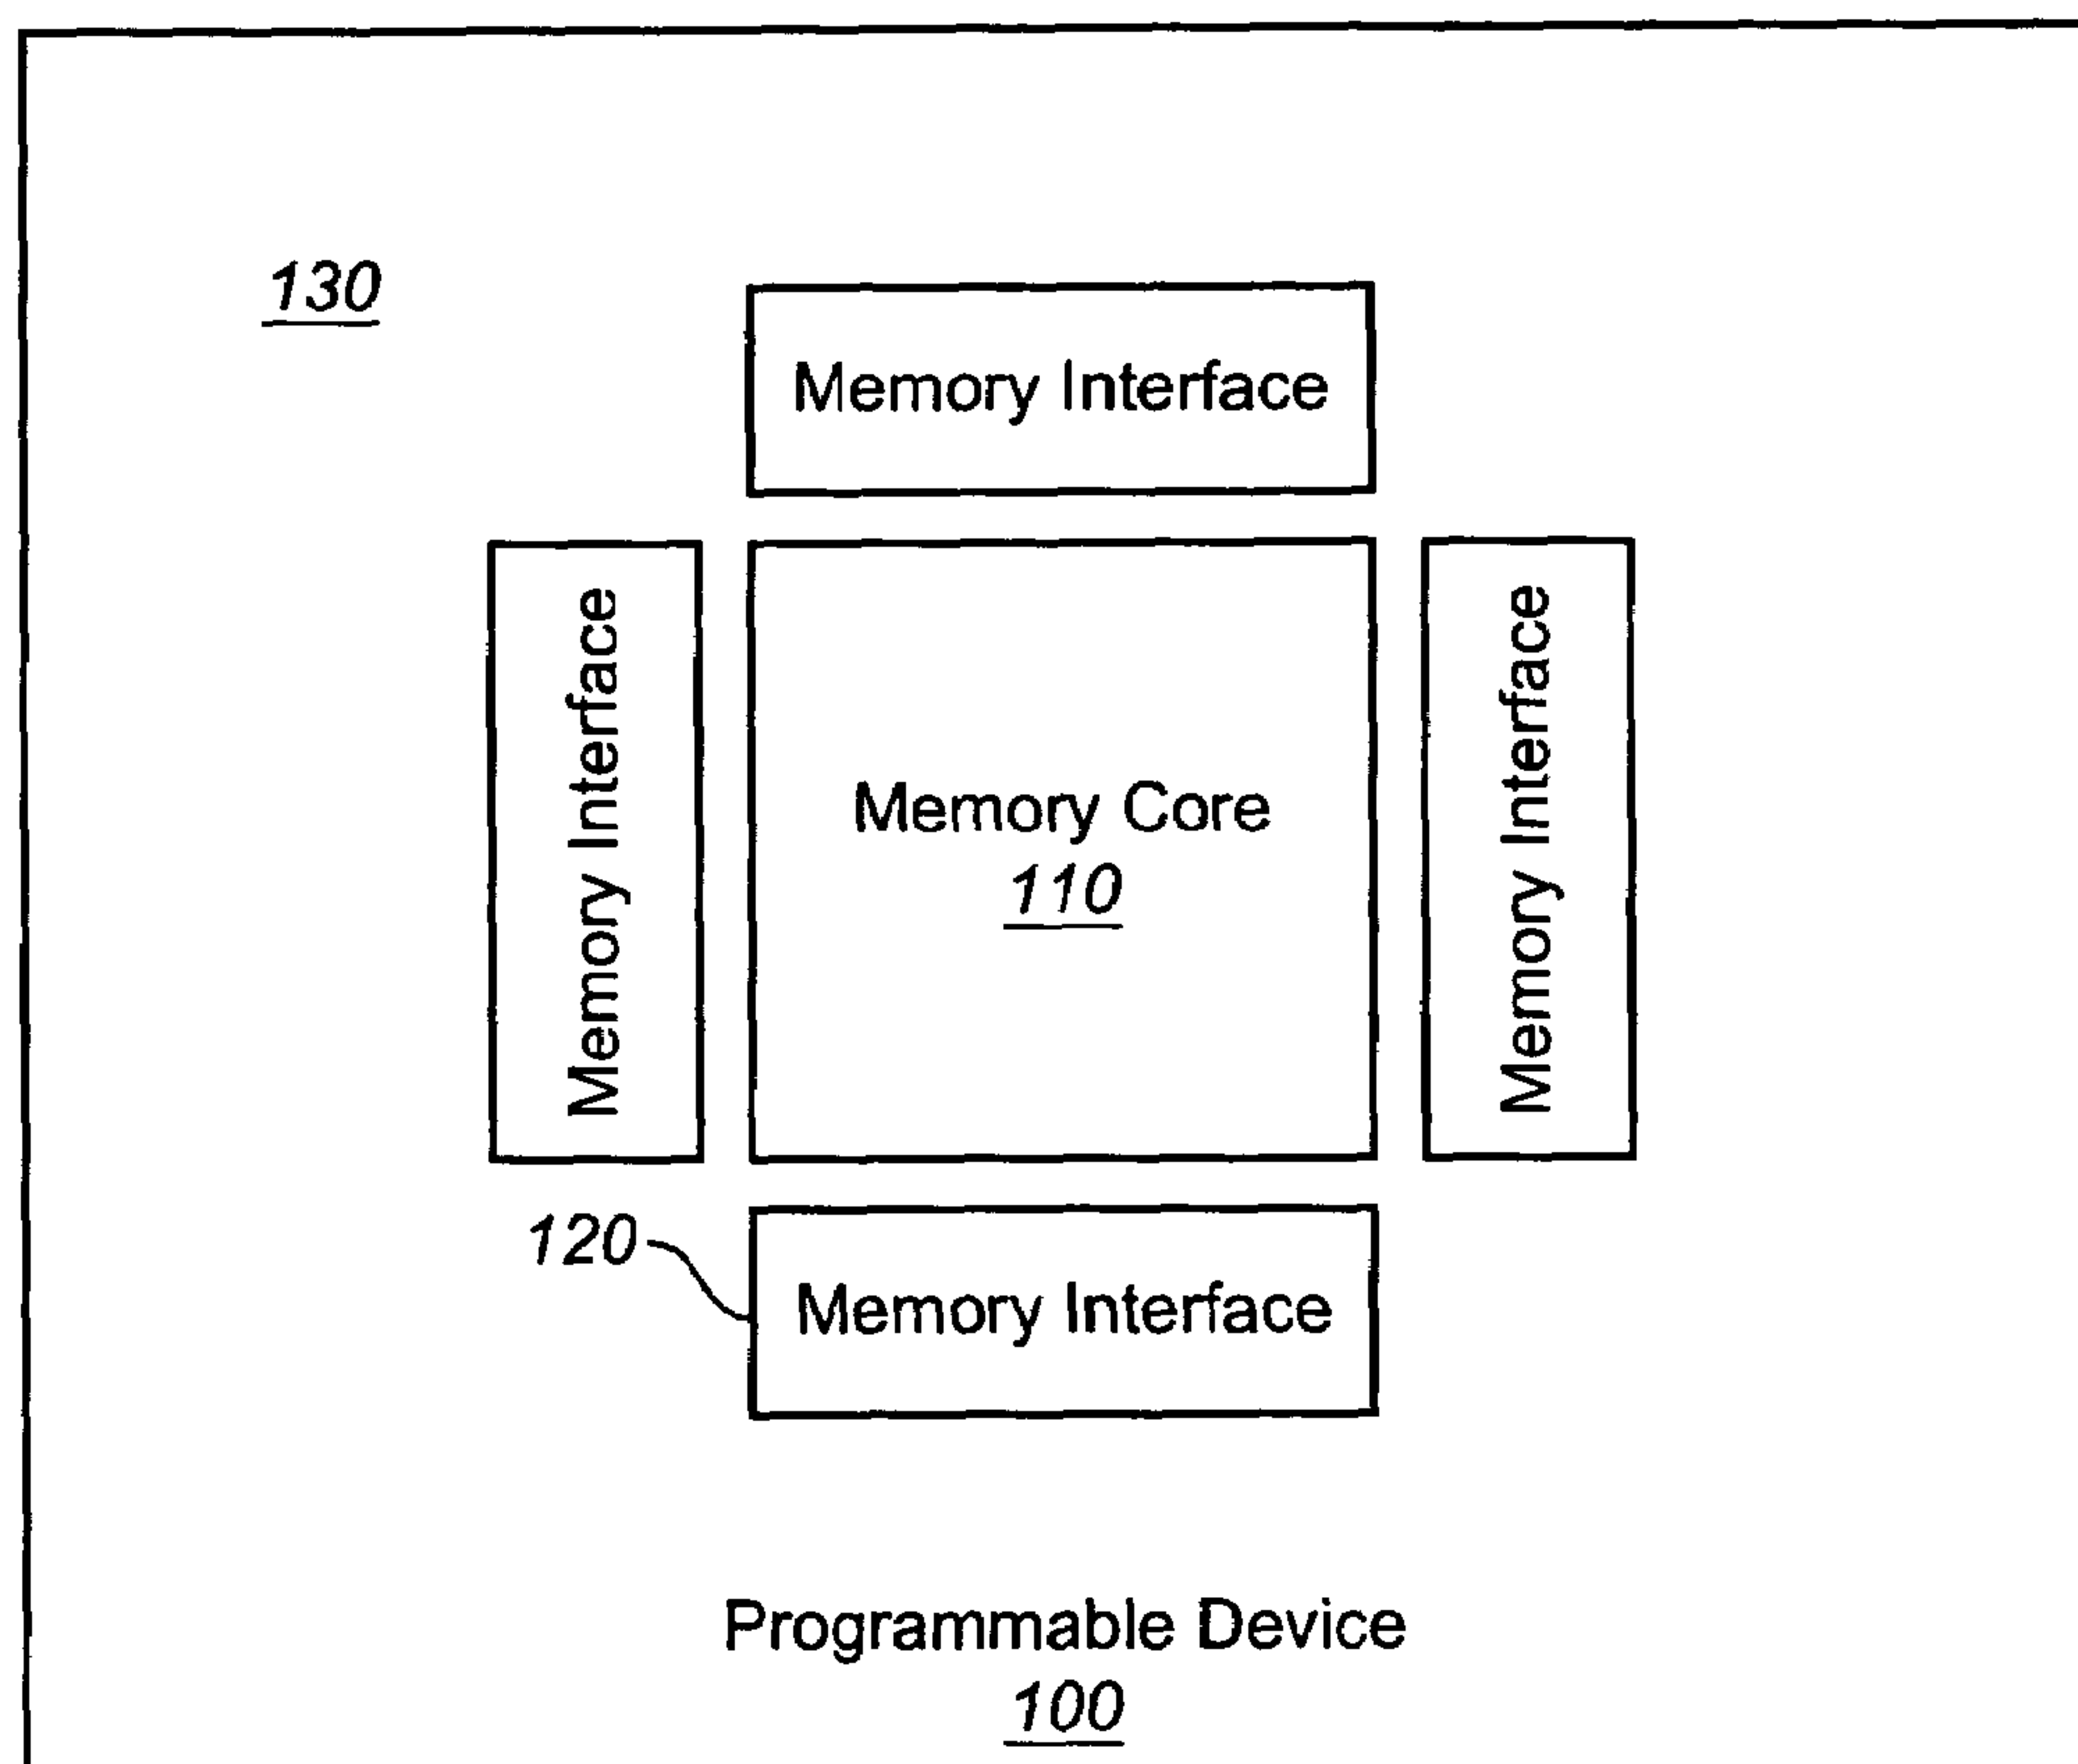 130
Memory Interface
Memory Interface
Memory Core
110
Memory Interface
120
Memory Interface
Programmable Device
100